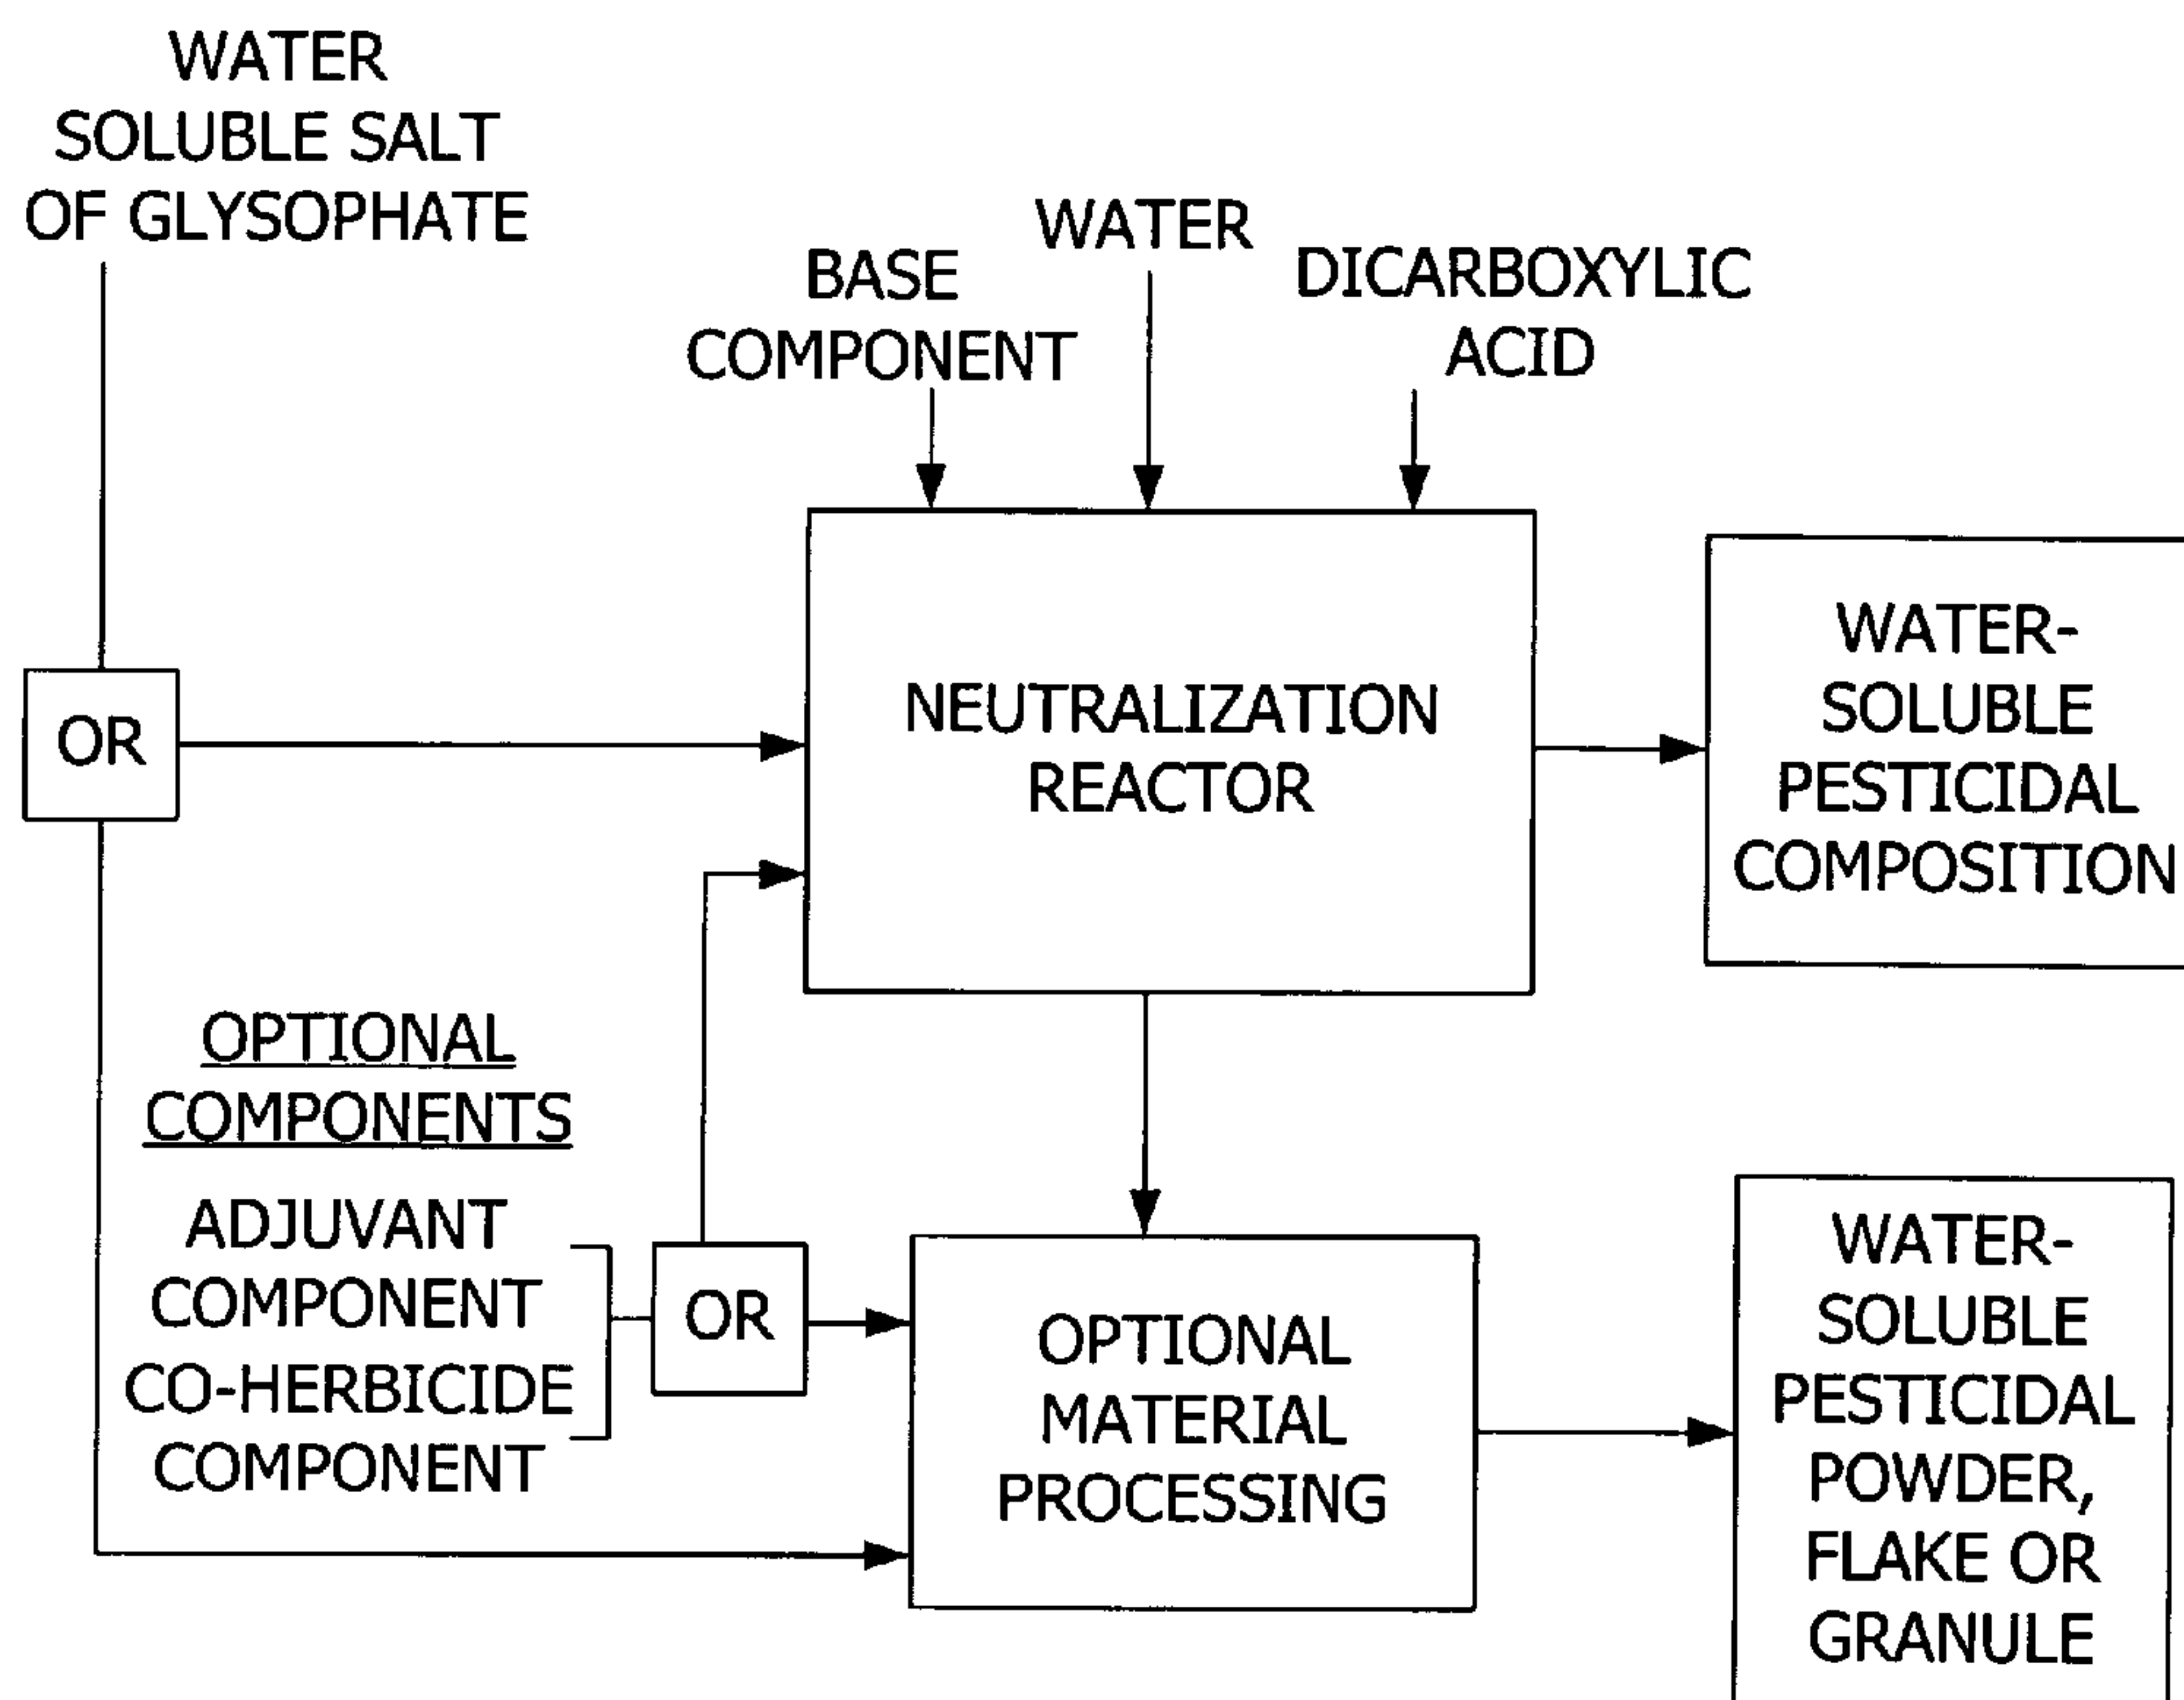 WATER
SOLUBLE SALT
OF GLYSOPHATE
BASE
COMPONENT
WATER
DICARBOXYLIC
ACID
OR
NEUTRALIZATION
REACTOR
WATER-
SOLUBLE
PESTICIDAL
COMPOSITION
OPTIONAL
COMPONENTS
ADJUVANT
COMPONENT
CO-HERBICIDE
COMPONENT
OR
OPTIONAL
MATERIAL
PROCESSING
WATER-
SOLUBLE
PESTICIDAL
POWDER,
FLAKE OR
GRANULE